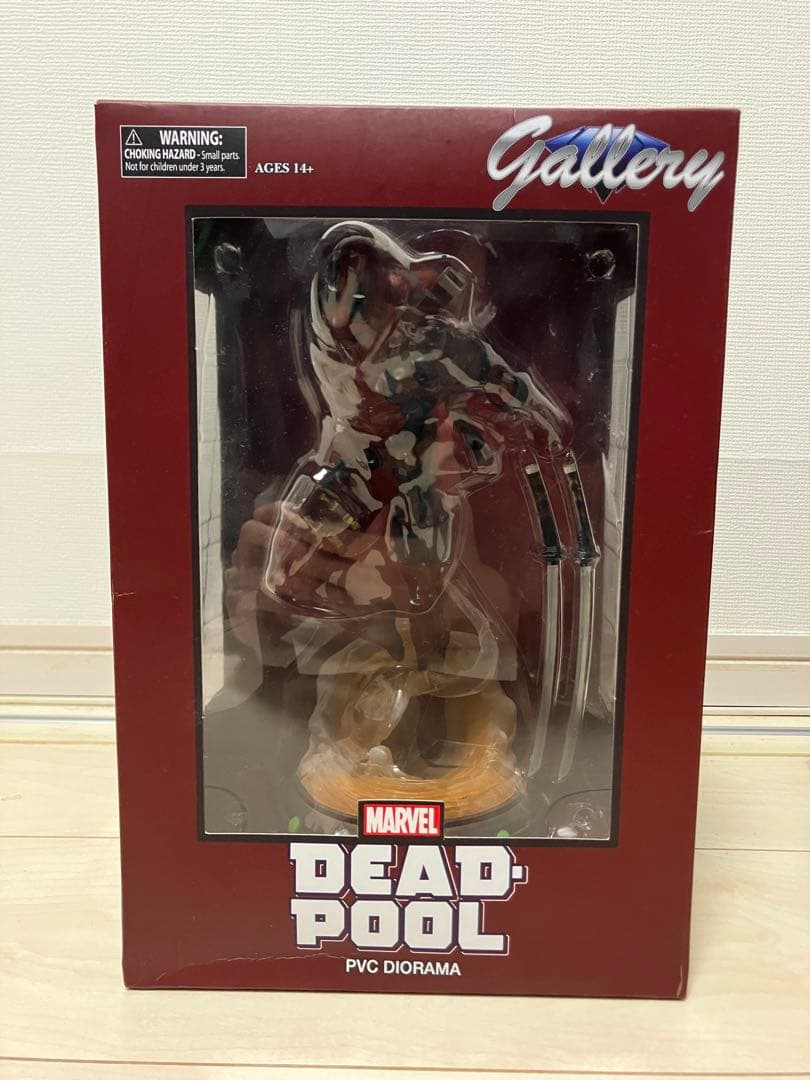 WARNING:
CHOKING HAZARD - Small parts.
Not for children under 3 years.
AGES 14+
Gallery
MARVEL
DEAD-
POOL
PVC DIORAMA